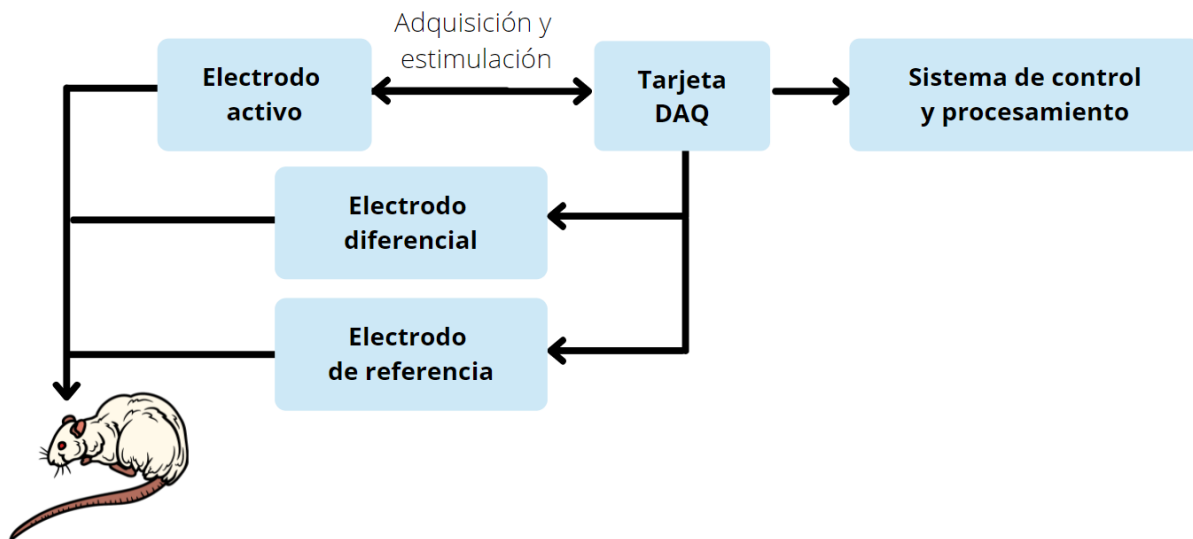 Adquisición y
estimulación
Electrodo
activo
Tarjeta
DAQ
Sistema de control
y procesamiento
Electrodo
diferencial
Electrodo
de referencia